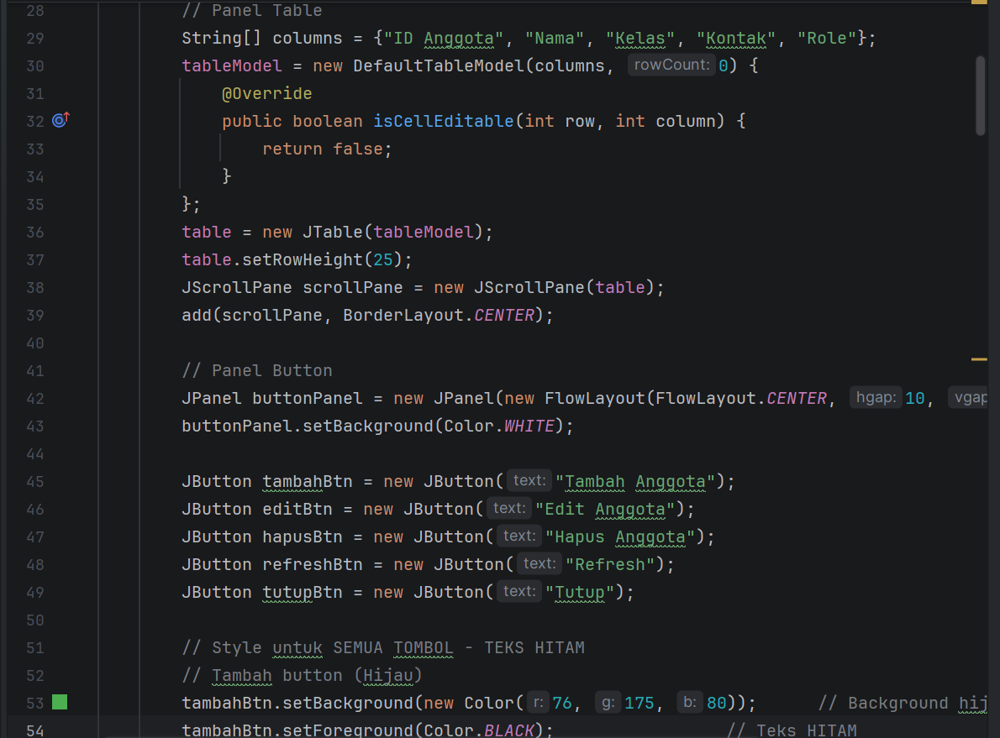 28 // Panel Table
29 String[] columns = {"ID Anggota", "Nama", "Kelas", "Kontak", "Role"};
30 tableModel = new DefaultTableModel(columns, rowCount: 0) {
31 @Override
32 public boolean isCellEditable(int row, int column) {
33 return false;
34 }
35 };
36 table = new JTable(tableModel);
37 table.setRowHeight(25);
38 JScrollPane scrollPane = new JScrollPane(table);
39 add(scrollPane, BorderLayout.CENTER);
40
41 // Panel Button
42 JPanel buttonPanel = new JPanel(new FlowLayout(FlowLayout.CENTER, hgap: 10, vgap
43 buttonPanel.setBackground(Color.WHITE);
44
45 JButton tambahBtn = new JButton( text: "Tambah Anggota");
46 JButton editBtn = new JButton( text: "Edit Anggota");
47 JButton hapusBtn = new JButton( text: "Hapus Anggota");
48 JButton refreshBtn = new JButton( text: "Refresh");
49 JButton tutupBtn = new JButton( text: "Tutup");
50
51 // Style untuk SEMUA TOMBOL - TEKS HITAM
52 // Tambah button (Hijau)
53 tambahBtn.setBackground(new Color( r: 76, g: 175, b: 80)); // Background hij
54 tambahBtn.setForeground(Color.BLACK); // Teks HITAM